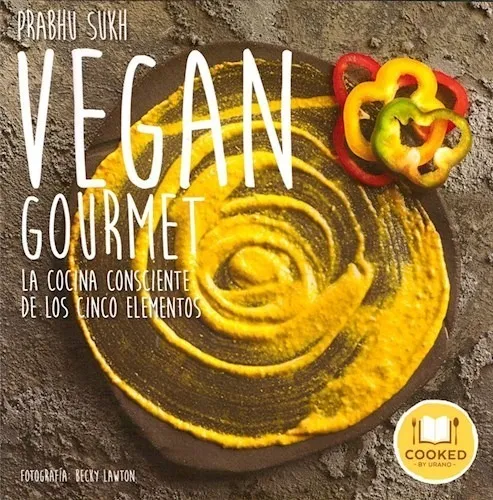 PRABHU SUKH
VEGAN
GOURMET
LA COCINA CONSCIENTE
DE LOS CINCO ELEMENTOS
COOKED
BY URANO
FOTOGRAFÍA: BECKY LAWTON